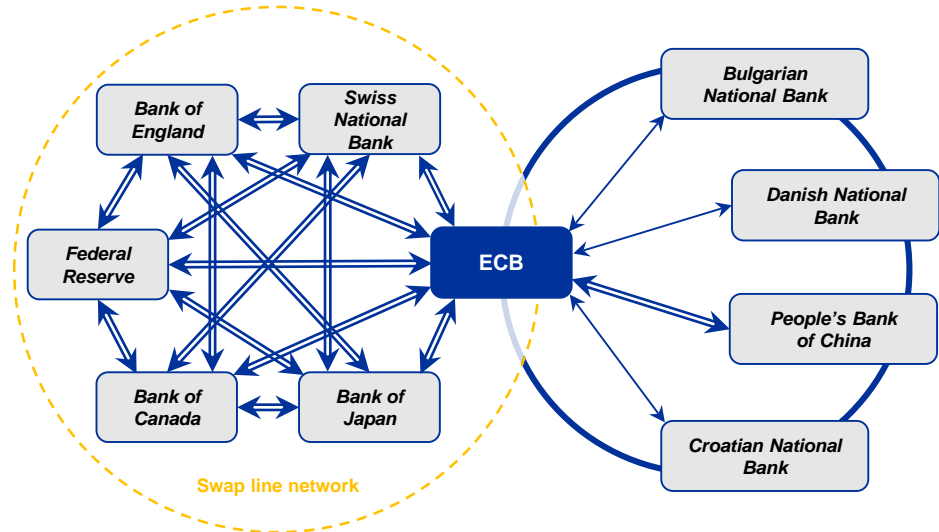 Bank of
England
Swiss
National
Bank
Federal
Reserve
ECB
Bank of
Canada
Bank of
Japan
Swap line network
Bulgarian
National Bank
Danish National
Bank
People’s Bank
of China
Croatian National
Bank